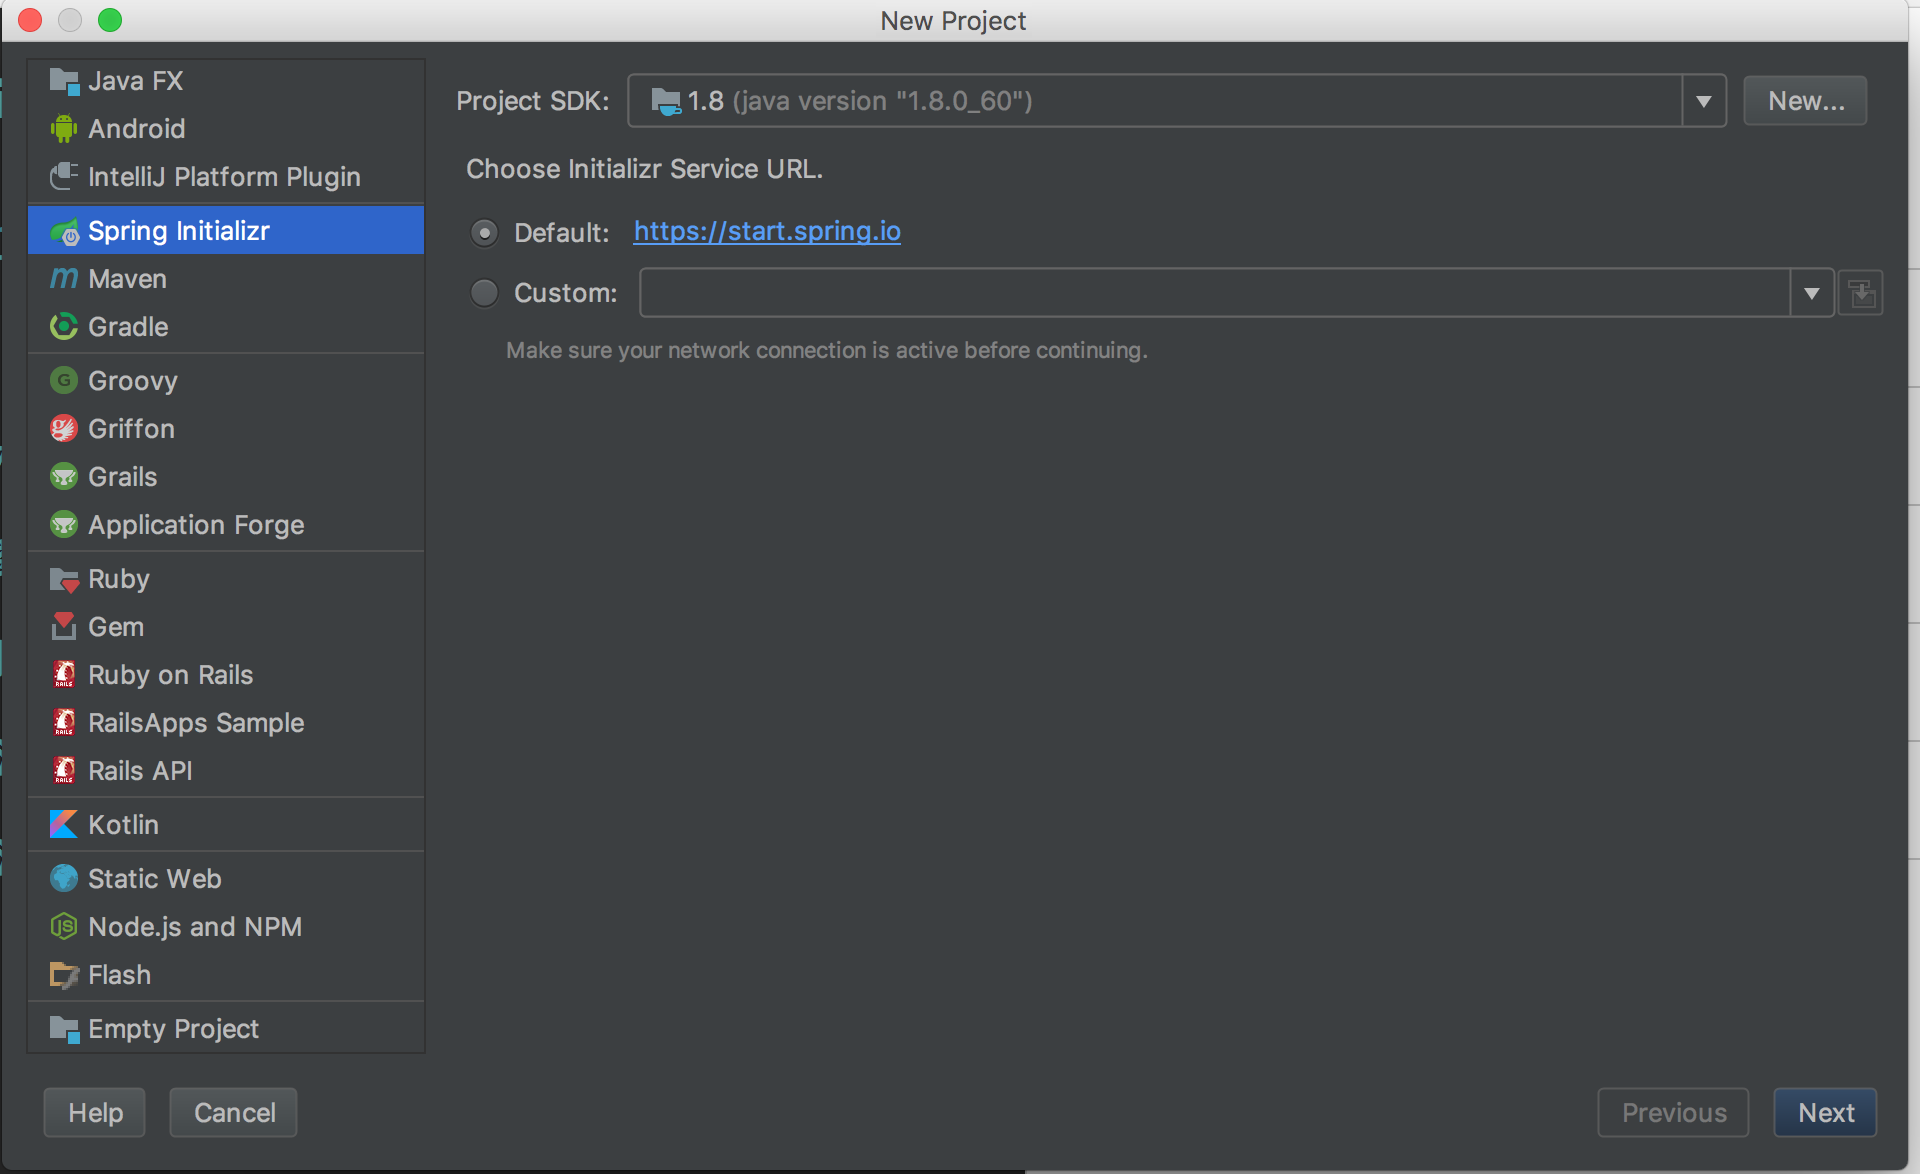 New Project
Java FX
Android
IntelliJ Platform Plugin
Spring Initializr
Maven
Gradle
Groovy
Griffon
Grails
Application Forge
Ruby
Gem
Ruby on Rails
RailsApps Sample
Rails API
Kotlin
Static Web
Node.js and NPM
Flash
Empty Project
Project SDK: 1.8 (java version "1.8.0_60") New...
Choose Initializr Service URL.
Default: https://start.spring.io
Custom:
Make sure your network connection is active before continuing.
Help Cancel Previous Next